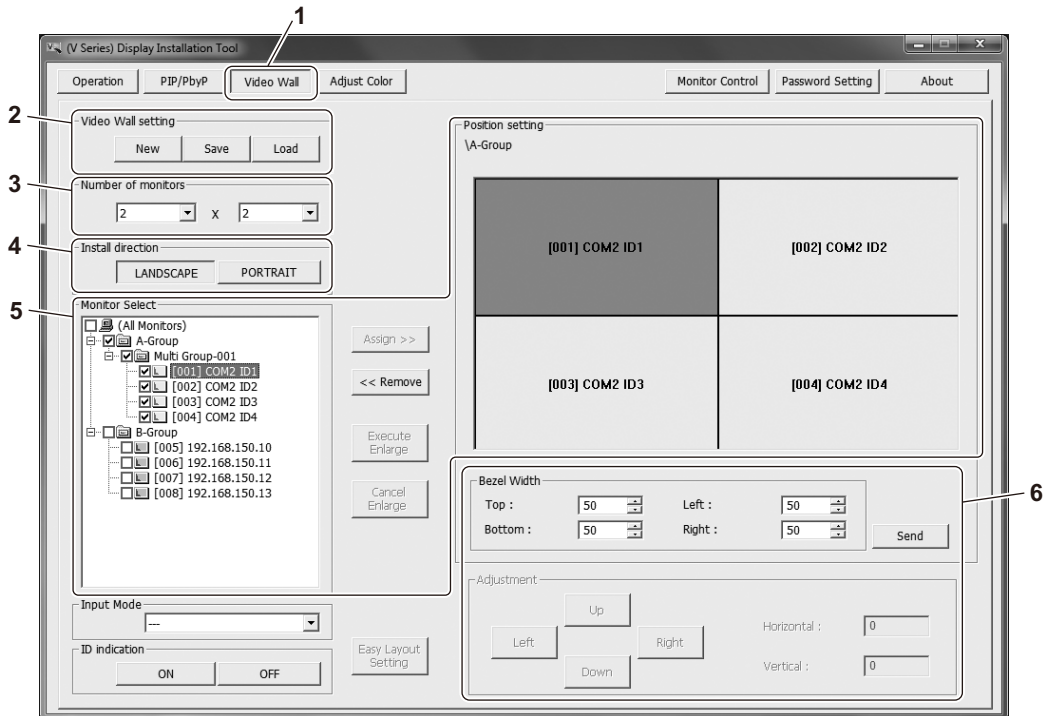 1
(V Series) Display Installation Tool
Operation PIP/PbyP Video Wall Adjust Color Monitor Control Password Setting About
2
Video Wall setting
New Save Load
3
Number of monitors
2 x 2
4
Install direction
LANDSCAPE PORTRAIT
5
Monitor Select
(All Monitors)
A-Group
Multi Group-001
[001] COM2 ID1
[002] COM2 ID2
[003] COM2 ID3
[004] COM2 ID4
B-Group
[005] 192.168.150.10
[006] 192.168.150.11
[007] 192.168.150.12
[008] 192.168.150.13
Input Mode
---
ID indication
ON OFF
Assign >>
<< Remove
Execute
Enlarge
Cancel
Enlarge
Easy Layout
Setting
Position setting
\A-Group
[001] COM2 ID1 [002] COM2 ID2
[003] COM2 ID3 [004] COM2 ID4
6
Bezel Width
Top : 50 Left : 50
Bottom : 50 Right : 50
Send
Adjustment
Up
Left Right
Down
Horizontal : 0
Vertical : 0